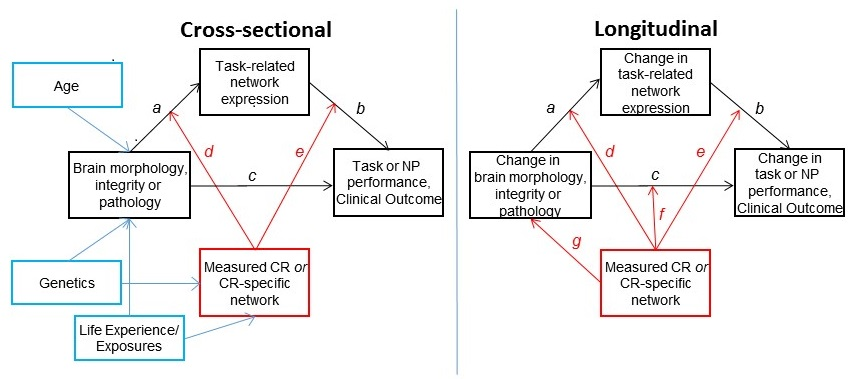 Cross-sectional
Task-related
network
expression
Age
a
b
d
e
Brain morphology,
integrity or
pathology
c
Task or NP
performance,
Clinical Outcome
Genetics
Measured CR or
CR-specific
network
Life Experience/
Exposures
Longitudinal
Change in
task-related
network
expression
a
b
d
e
Change in
brain morphology,
integrity or
pathology
c
Change in
task or NP
performance,
Clinical Outcome
f
g
Measured CR or
CR-specific
network